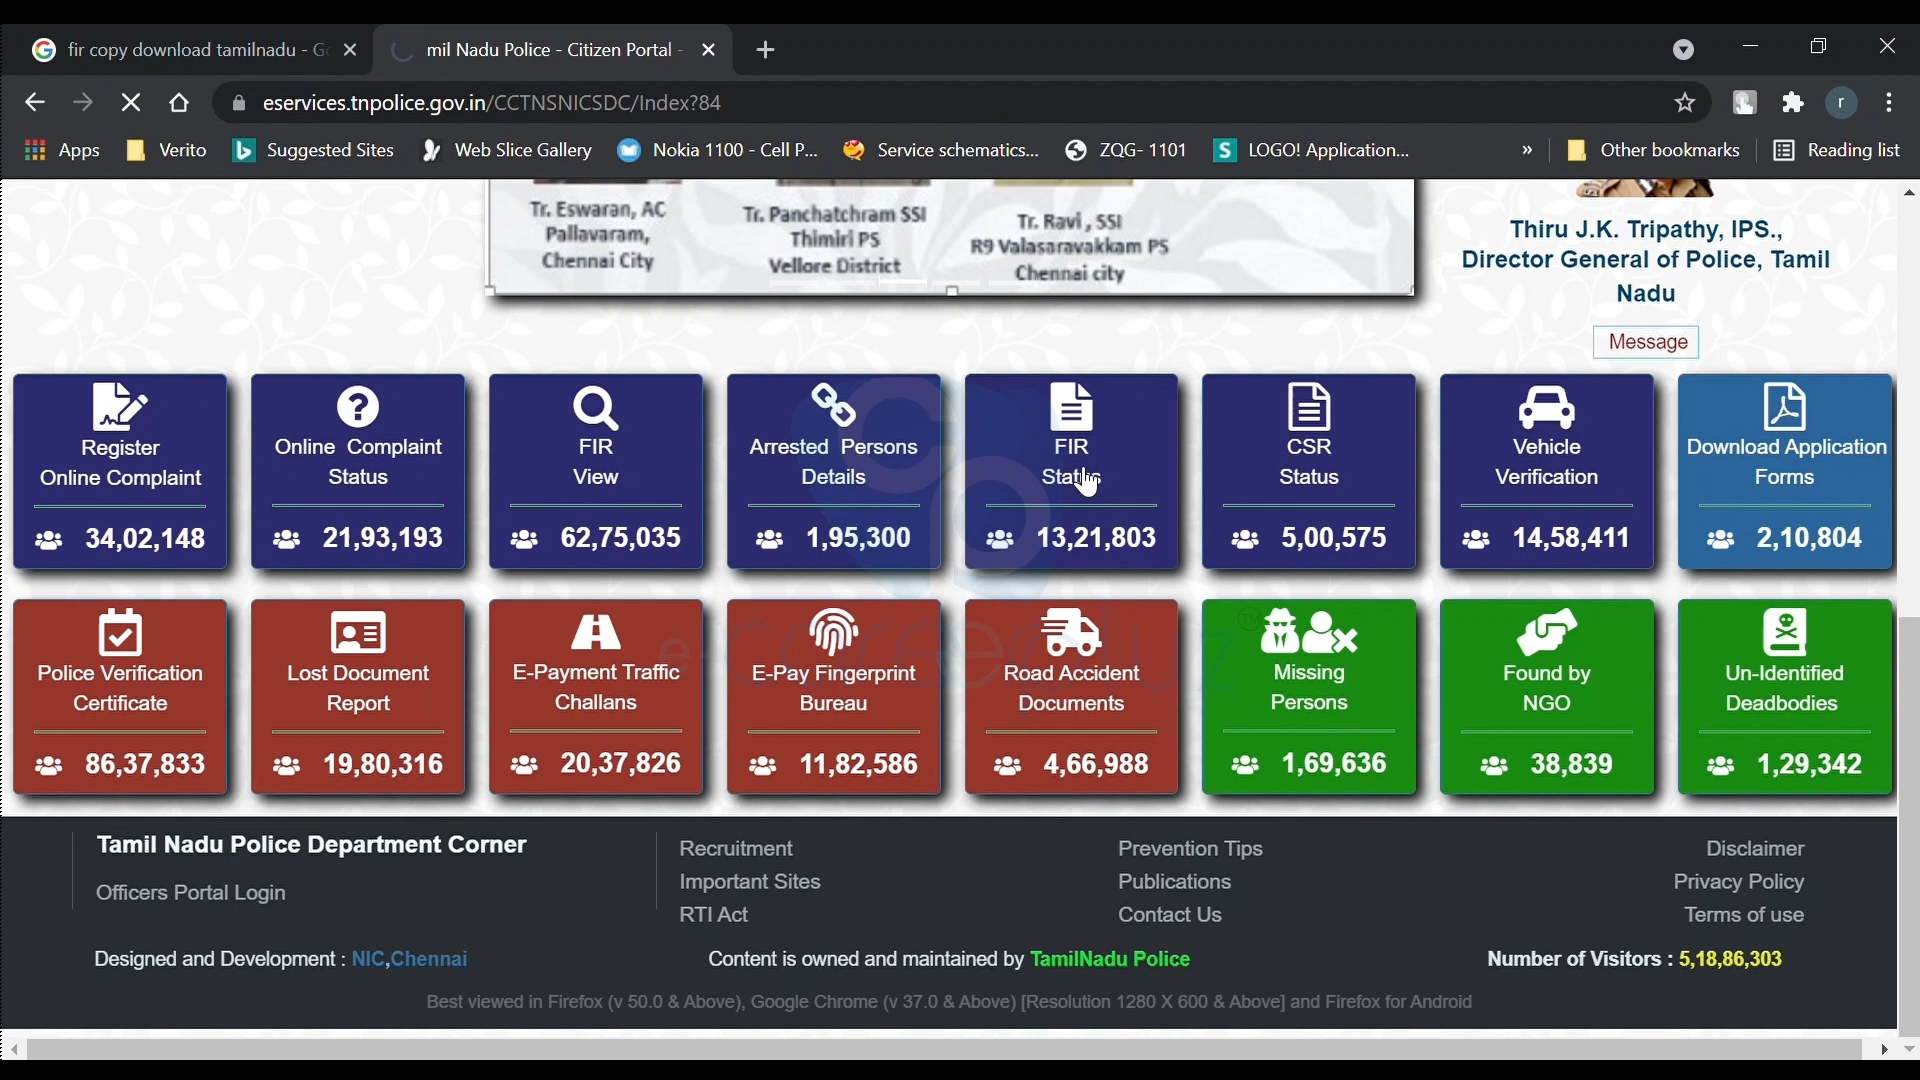 fir copy download tamilnadu - G
mil Nadu Police - Citizen Portal -
eservices.tnpolice.gov.in/CCTNSNICSDC/Index?84
r
Apps
Verito
Suggested Sites
Web Slice Gallery
Nokia 1100 - Cell P...
Service schematics...
ZQG- 1101
LOGO! Application...
»
Other bookmarks
Reading list
Tr. Eswaran, AC
Pallavaram,
Chennai City
Tr. Panchatchram SSI
Thimiri PS
Vellore District
Tr. Ravi , SSI
R9 Valasaravakkam PS
Chennai city
Thiru J.K. Tripathy, IPS.,
Director General of Police, Tamil
Nadu
Message
Register
Online Complaint
34,02,148
Online Complaint
Status
21,93,193
FIR
View
62,75,035
Arrested Persons
Details
1,95,300
FIR
Status
13,21,803
CSR
Status
5,00,575
Vehicle
Verification
14,58,411
Download Application
Forms
2,10,804
Police Verification
Certificate
86,37,833
Lost Document
Report
19,80,316
E-Payment Traffic
Challans
20,37,826
E-Pay Fingerprint
Bureau
11,82,586
Road Accident
Documents
4,66,988
Missing
Persons
1,69,636
Found by
NGO
38,839
Un-Identified
Deadbodies
1,29,342
TM
Tamil Nadu Police Department Corner
Officers Portal Login
Recruitment
Important Sites
RTI Act
Prevention Tips
Publications
Contact Us
Disclaimer
Privacy Policy
Terms of use
Designed and Development : NIC,Chennai
Content is owned and maintained by TamilNadu Police
Number of Visitors : 5,18,86,303
Best viewed in Firefox (v 50.0 & Above), Google Chrome (v 37.0 & Above) [Resolution 1280 X 600 & Above] and Firefox for Android